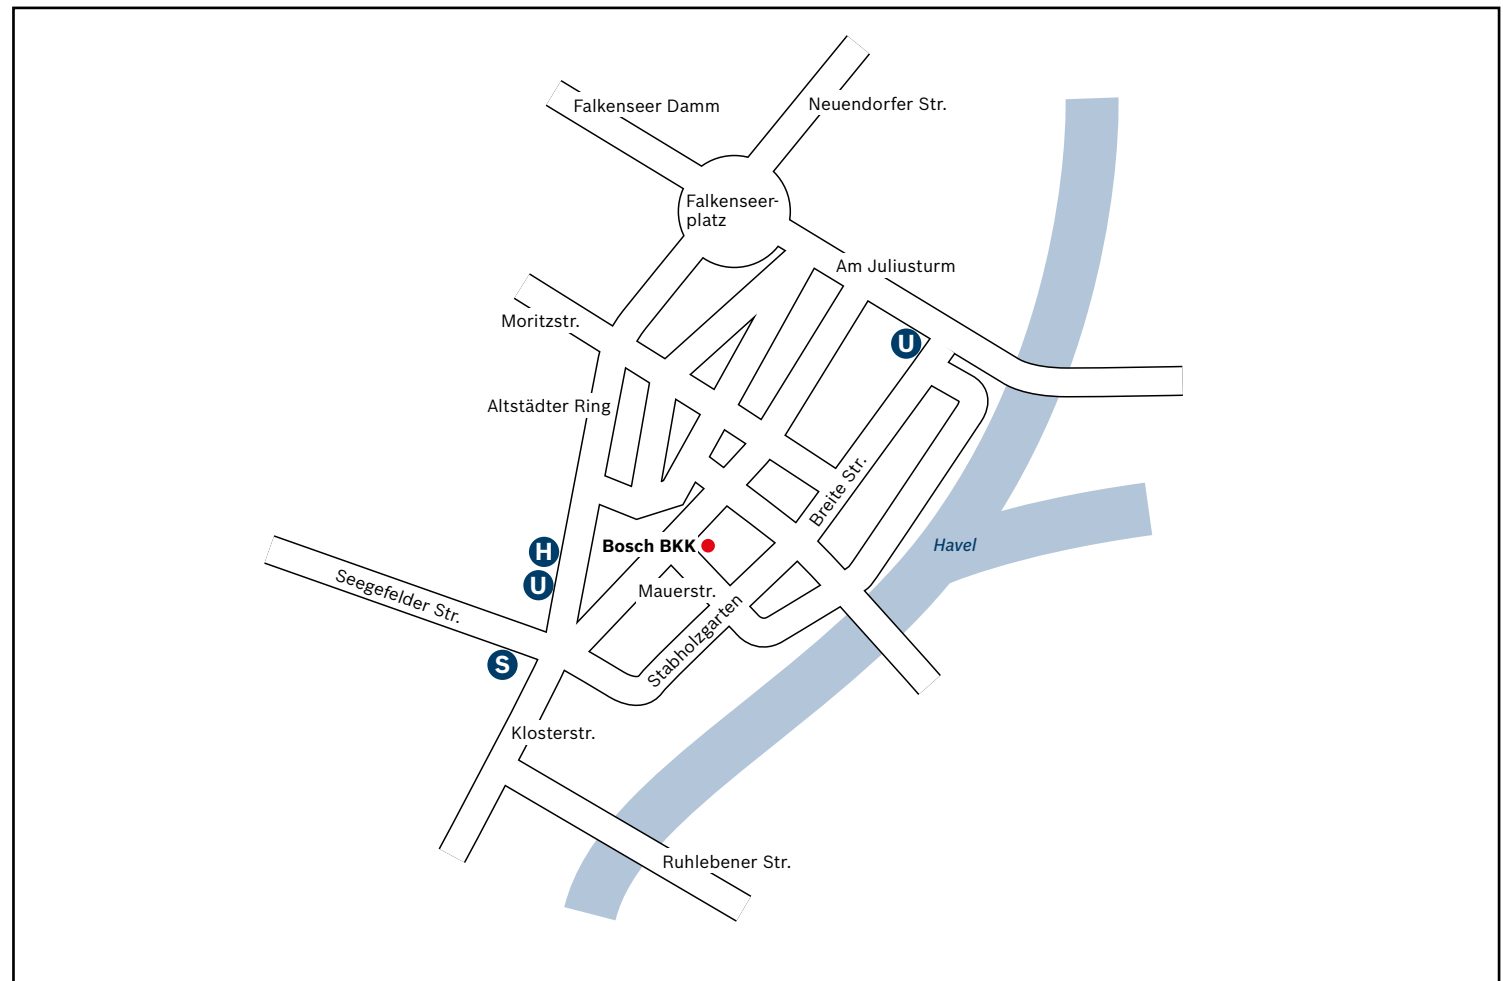 Falkenseer Damm
Neuendorfer Str.
Falkenseer-
platz
Am Juliusturm
Moritzstr.
U
Altstädter Ring
Breite Str.
H
Bosch BKK
Havel
U
Seegefelder Str.
Mauerstr.
Stabholzgarten
S
Klosterstr.
Ruhlebener Str.